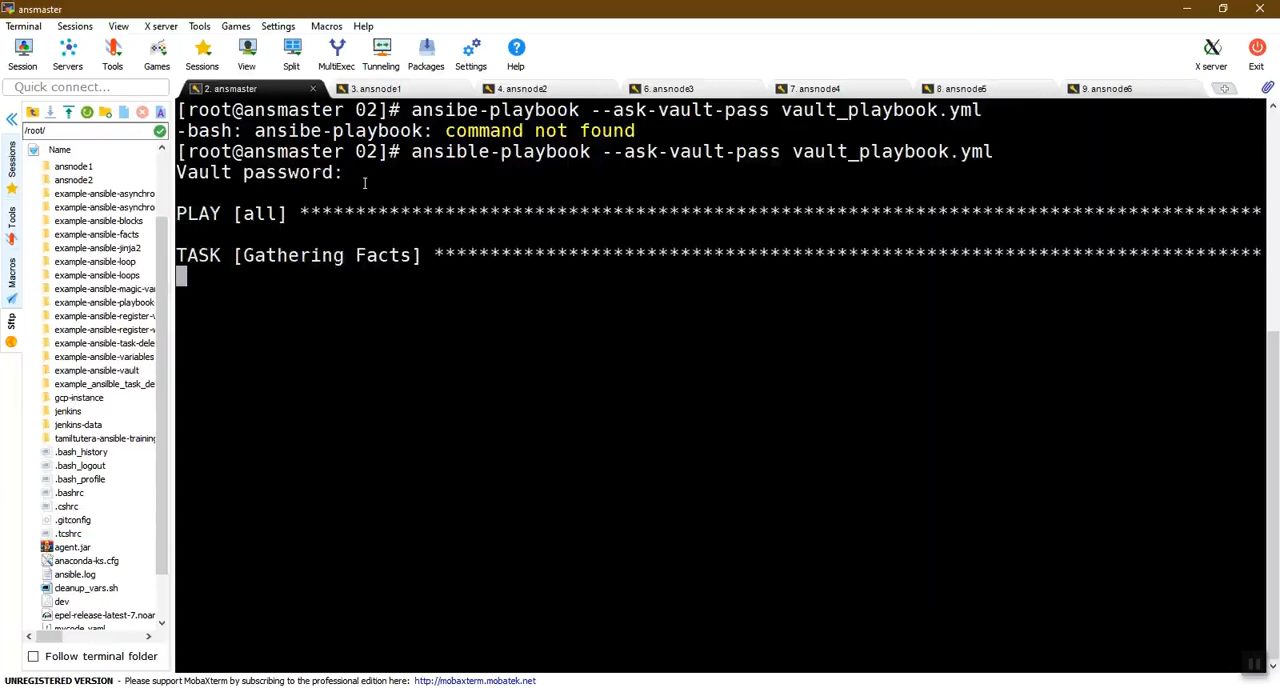 ansmaster
Terminal Sessions View X server Tools Games Settings Macros Help
Session Servers Tools Games Sessions View Split MultiExec Tunneling Packages Settings Help X server Exit
Quick connect...
2. ansmaster 3. ansnode1 4. ansnode2 6. ansnode3 7. ansnode4 8. ansnode5 9. ansnode6
/root/
Name
ansnode1
ansnode2
example-ansible-asynchro
example-ansible-asynchro
example-ansible-blocks
example-ansible-facts
example-ansible-jinja2
example-ansible-loop
example-ansible-loops
example-ansible-magic-va
example-ansible-playbook
example-ansible-register-v
example-ansible-register-v
example-ansible-task-dele
example-ansible-variables
example-ansible-vault
example_ansilble_task_de
gcp-instance
jenkins
jenkins-data
tamiltutera-ansible-training
.bash_history
.bash_logout
.bash_profile
.bashrc
.cshrc
.gitconfig
.tcshrc
agent.jar
anaconda-ks.cfg
ansible.log
cleanup_vars.sh
dev
epel-release-latest-7.noar
Follow terminal folder
Sessions
Tools
Macros
Sftp
[root@ansmaster 02]# ansibe-playbook --ask-vault-pass vault_playbook.yml
-bash: ansibe-playbook: command not found
[root@ansmaster 02]# ansible-playbook --ask-vault-pass vault_playbook.yml
Vault password:
PLAY [all] **************************************************************************************
TASK [Gathering Facts] **************************************************************************
UNREGISTERED VERSION - Please support MobaXterm by subscribing to the professional edition here: http://mobaxterm.mobatek.net